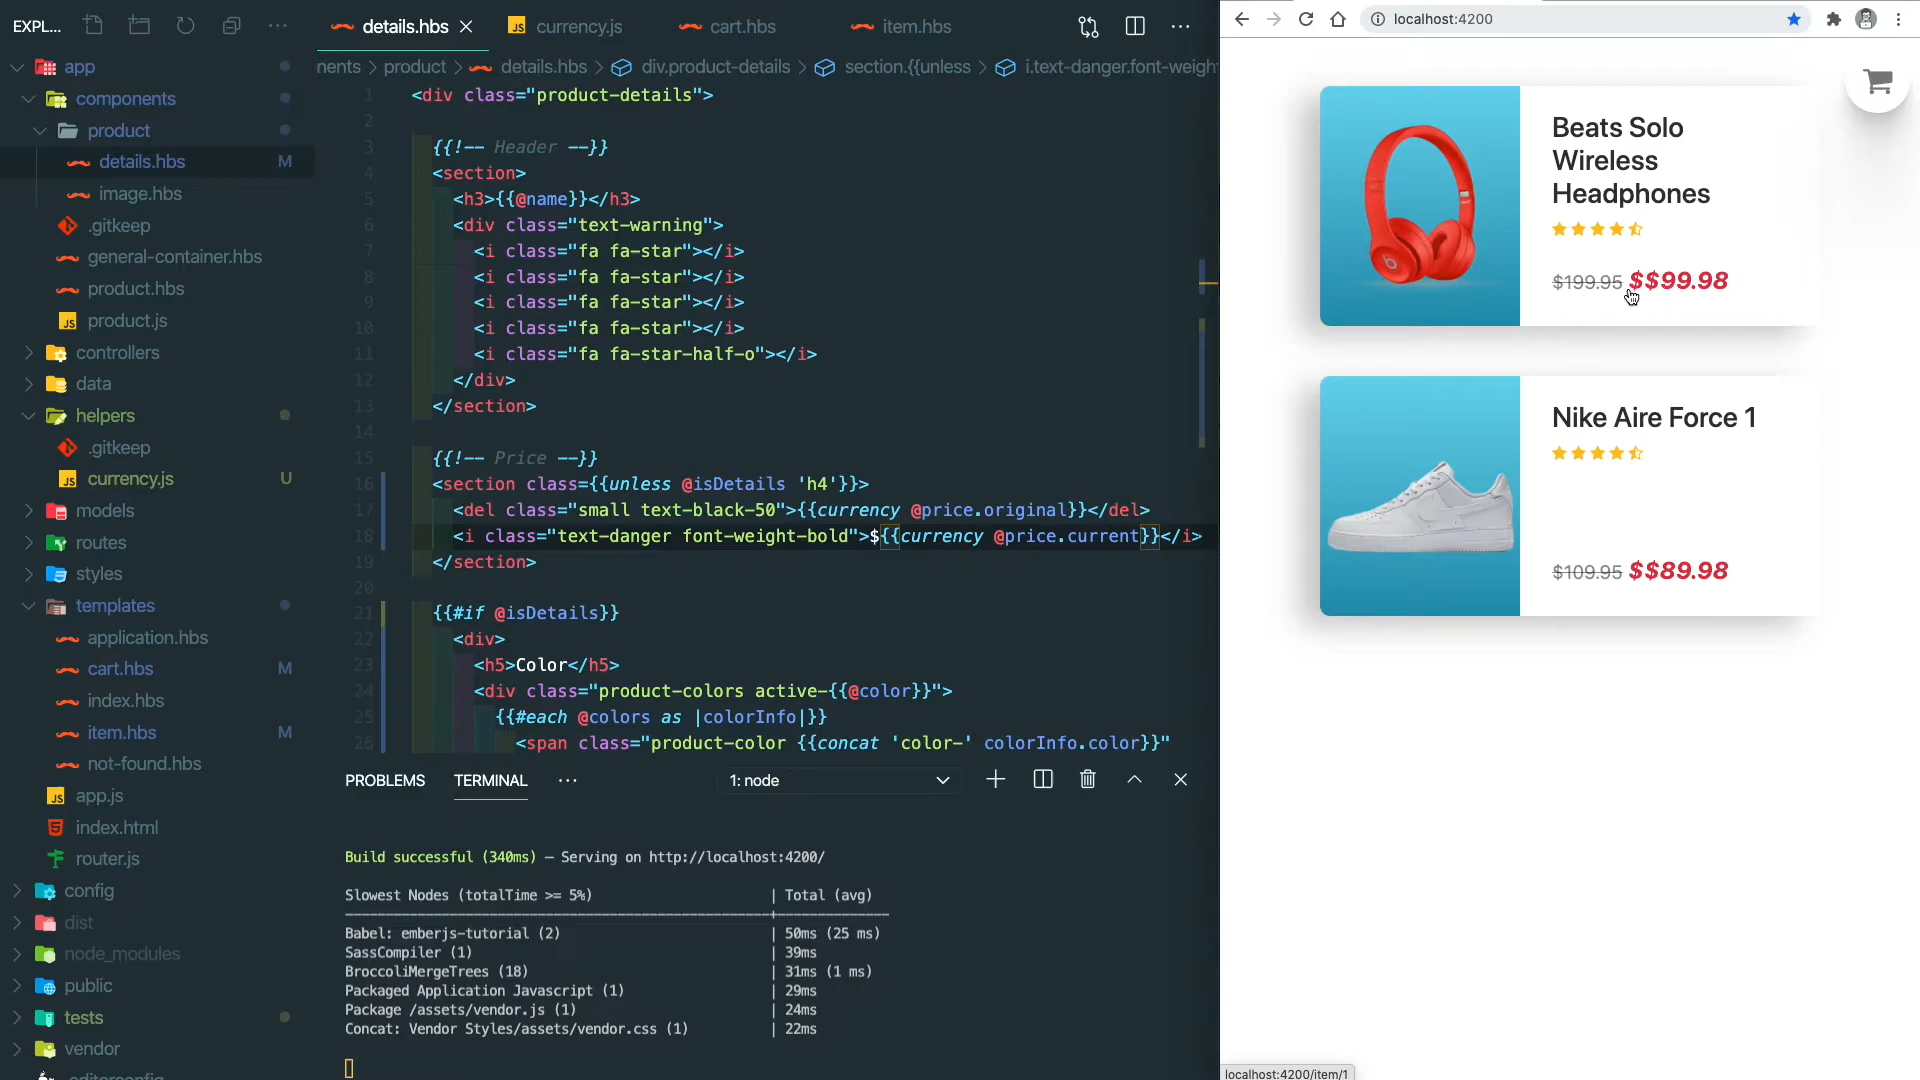 EXPL...
app
components
product
details.hbs M
image.hbs
.gitkeep
general-container.hbs
product.hbs
product.js
controllers
data
helpers
.gitkeep
currency.js U
models
routes
styles
templates
application.hbs
cart.hbs M
index.hbs
item.hbs M
not-found.hbs
app.js
index.html
router.js
config
dist
node_modules
public
tests
vendor
.editorconfig
details.hbs
JS currency.js
cart.hbs
item.hbs
nents > product > details.hbs > div.product-details > section.{{unless > i.text-danger.font-weigh
1 <div class="product-details">
2
3 {{!-- Header --}}
4 <section>
5 <h3>{{@name}}</h3>
6 <div class="text-warning">
7 <i class="fa fa-star"></i>
8 <i class="fa fa-star"></i>
9 <i class="fa fa-star"></i>
10 <i class="fa fa-star"></i>
11 <i class="fa fa-star-half-o"></i>
12 </div>
13 </section>
14
15 {{!-- Price --}}
16 <section class={{unless @isDetails 'h4'}}>
17 <del class="small text-black-50">{{currency @price.original}}</del>
18 <i class="text-danger font-weight-bold">${{currency @price.current}}</i>
19 </section>
20
21 {{#if @isDetails}}
22 <div>
23 <h5>Color</h5>
24 <div class="product-colors active-{{@color}}">
25 {{#each @colors as |colorInfo|}}
26 <span class="product-color {{concat 'color-' colorInfo.color}}"
PROBLEMS TERMINAL ... 1: node
Build successful (340ms) – Serving on http://localhost:4200/
Slowest Nodes (totalTime >= 5%) | Total (avg)
Babel: emberjs-tutorial (2) | 50ms (25 ms)
SassCompiler (1) | 39ms
BroccoliMergeTrees (18) | 31ms (1 ms)
Packaged Application Javascript (1) | 29ms
Package /assets/vendor.js (1) | 24ms
Concat: Vendor Styles/assets/vendor.css (1) | 22ms
localhost:4200
Beats Solo
Wireless
Headphones
$199.95 $$99.98
Nike Aire Force 1
$109.95 $$89.98
localhost:4200/item/1